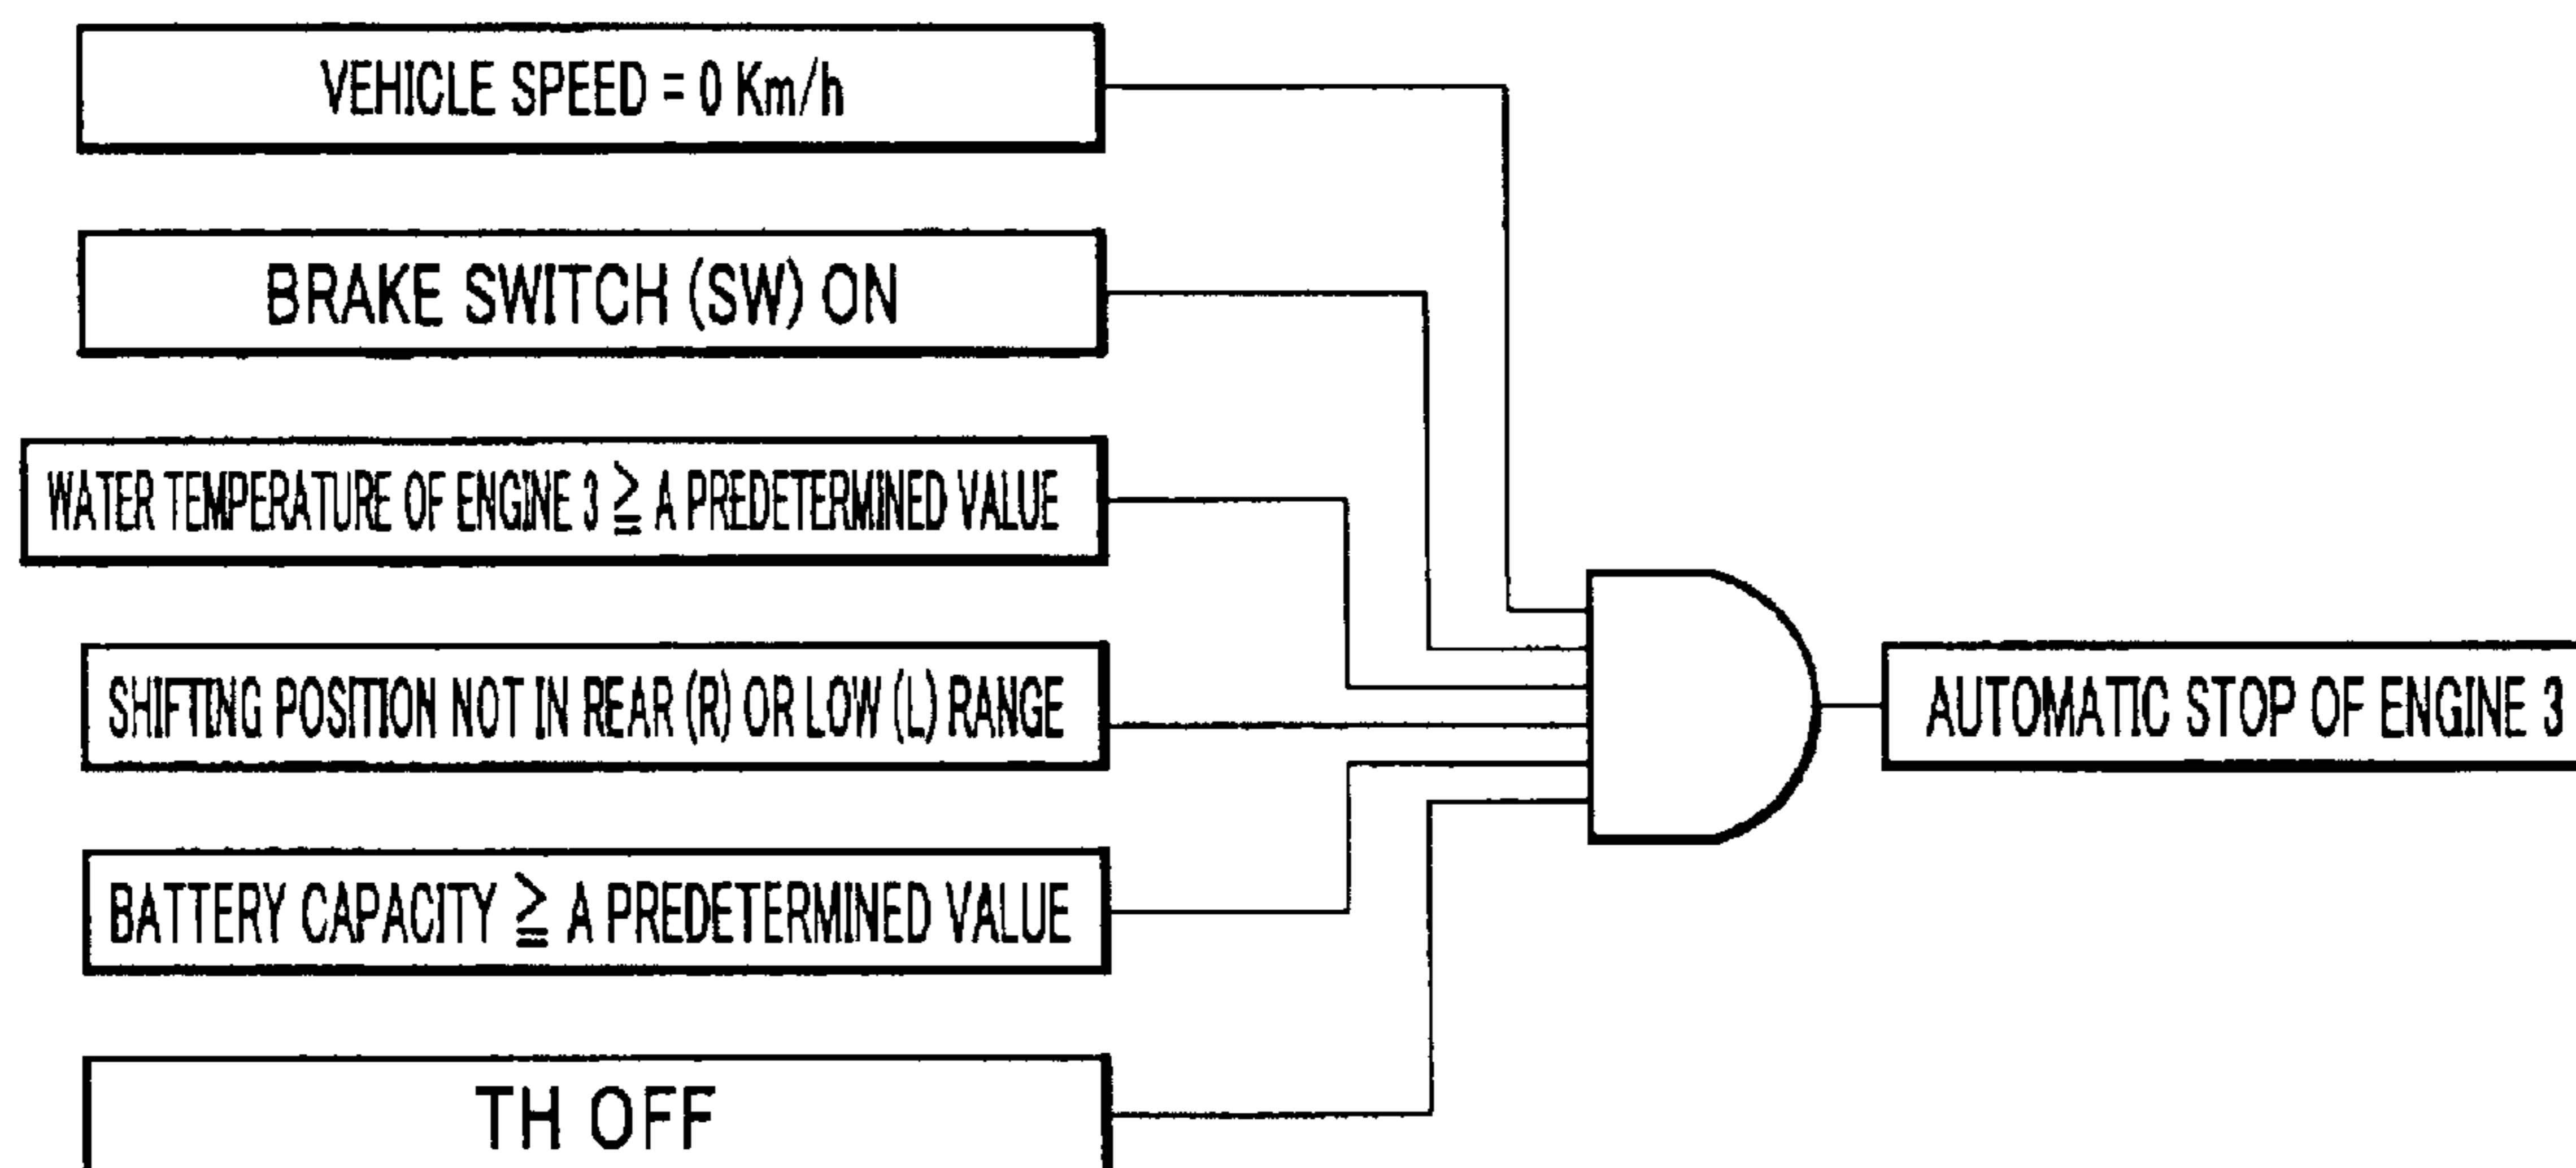 VEHICLE SPEED = 0 Km/h
BRAKE SWITCH (SW) ON
WATER TEMPERATURE OF ENGINE 3 ≧ A PREDETERMINED VALUE
SHIFTING POSITION NOT IN REAR (R) OR LOW (L) RANGE
AUTOMATIC STOP OF ENGINE 3
BATTERY CAPACITY ≧ A PREDETERMINED VALUE
TH OFF